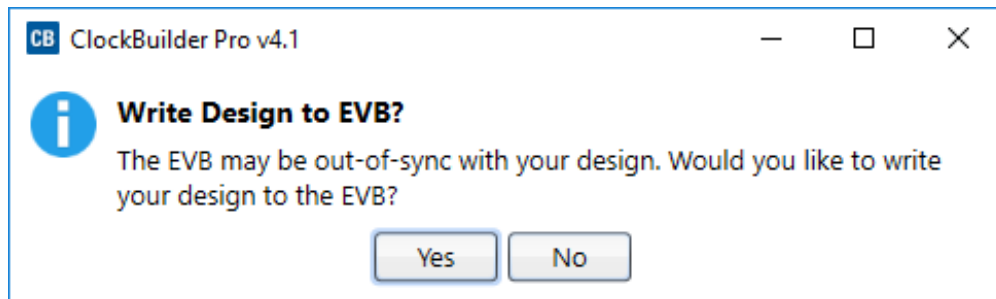 CB ClockBuilder Pro v4.1
Write Design to EVB?
The EVB may be out-of-sync with your design. Would you like to write
your design to the EVB?
Yes No